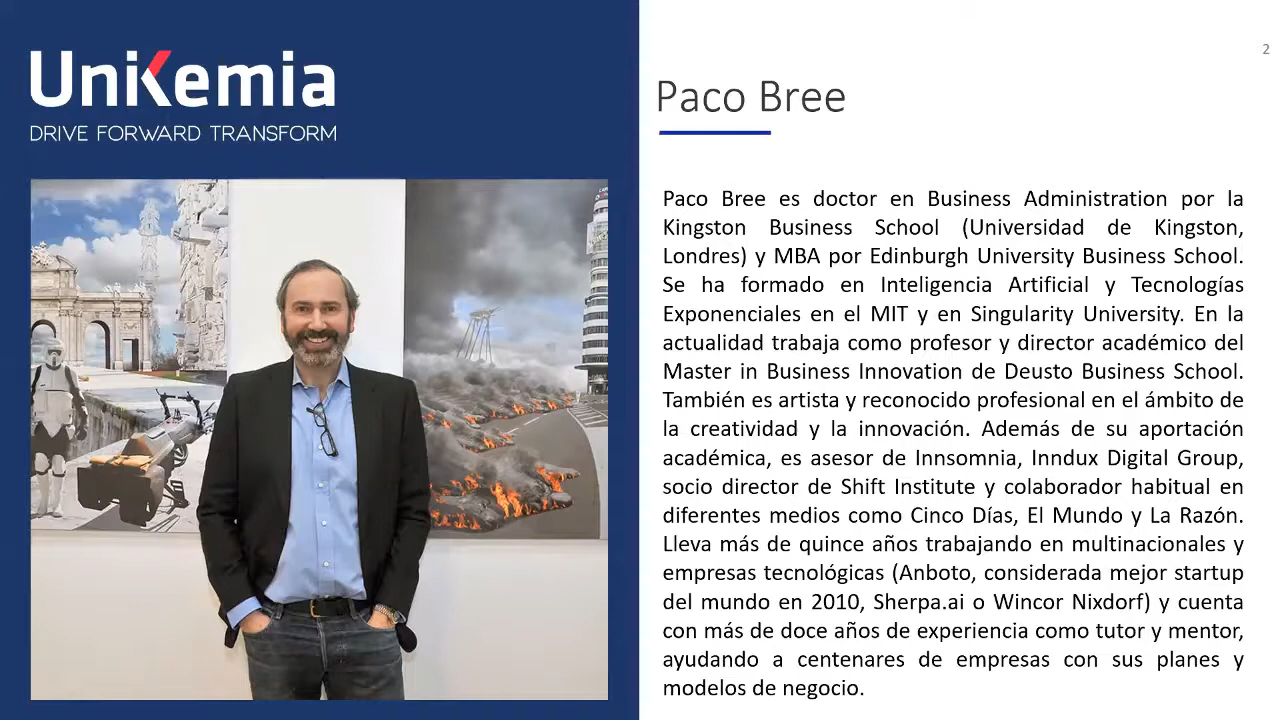 UniKemia
DRIVE FORWARD TRANSFORM
2
Paco Bree
Paco Bree es doctor en Business Administration por la
Kingston Business School (Universidad de Kingston,
Londres) y MBA por Edinburgh University Business School.
Se ha formado en Inteligencia Artificial y Tecnologías
Exponenciales en el MIT y en Singularity University. En la
actualidad trabaja como profesor y director académico del
Master in Business Innovation de Deusto Business School.
También es artista y reconocido profesional en el ámbito de
la creatividad y la innovación. Además de su aportación
académica, es asesor de Innsomnia, Inndux Digital Group,
socio director de Shift Institute y colaborador habitual en
diferentes medios como Cinco Días, El Mundo y La Razón.
Lleva más de quince años trabajando en multinacionales y
empresas tecnológicas (Anboto, considerada mejor startup
del mundo en 2010, Sherpa.ai o Wincor Nixdorf) y cuenta
con más de doce años de experiencia como tutor y mentor,
ayudando a centenares de empresas con sus planes y
modelos de negocio.